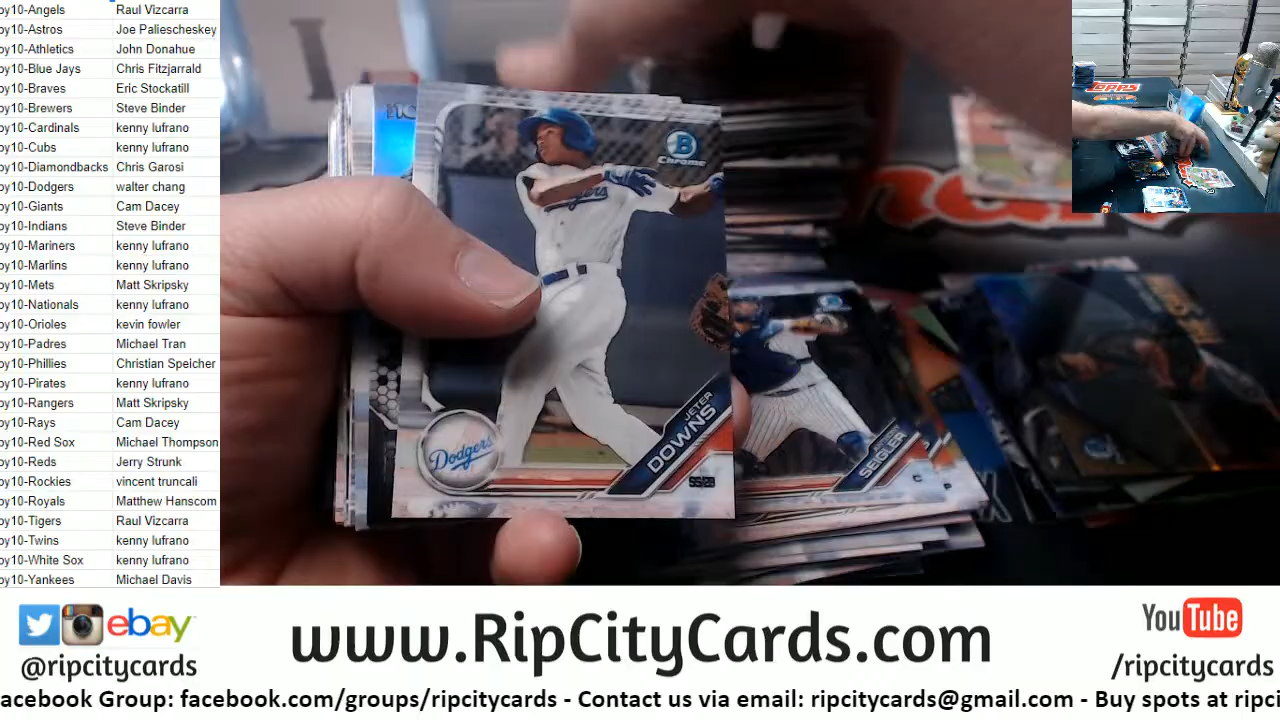 oy10-Angels Raul Vizcarra
oy10-Astros Joe Paliescheskey
oy10-Athletics John Donahue
oy10-Blue Jays Chris Fitzjarrald
oy10-Braves Eric Stockatill
oy10-Brewers Steve Binder
oy10-Cardinals kenny lufrano
oy10-Cubs kenny lufrano
oy10-Diamondbacks Chris Garosi
oy10-Dodgers walter chang
oy10-Giants Cam Dacey
oy10-Indians Steve Binder
oy10-Mariners kenny lufrano
oy10-Marlins kenny lufrano
oy10-Mets Matt Skripsky
oy10-Nationals kenny lufrano
oy10-Orioles kevin fowler
oy10-Padres Michael Tran
oy10-Phillies Christian Speicher
oy10-Pirates kenny lufrano
oy10-Rangers Matt Skripsky
oy10-Rays Cam Dacey
oy10-Red Sox Michael Thompson
oy10-Reds Jerry Strunk
oy10-Rockies vincent truncali
oy10-Royals Matthew Hanscom
oy10-Tigers Raul Vizcarra
oy10-Twins kenny lufrano
oy10-White Sox kenny lufrano
oy10-Yankees Michael Davis
B
Chrome
Dodgers
Dodgers
JETER
DOWNS
SS/2B
SEIGLER
C
Topps
ebay
@ripcitycards
www.RipCityCards.com
YouTube
/ripcitycards
acebook Group: facebook.com/groups/ripcitycards - Contact us via email: ripcitycards@gmail.com - Buy spots at ripci